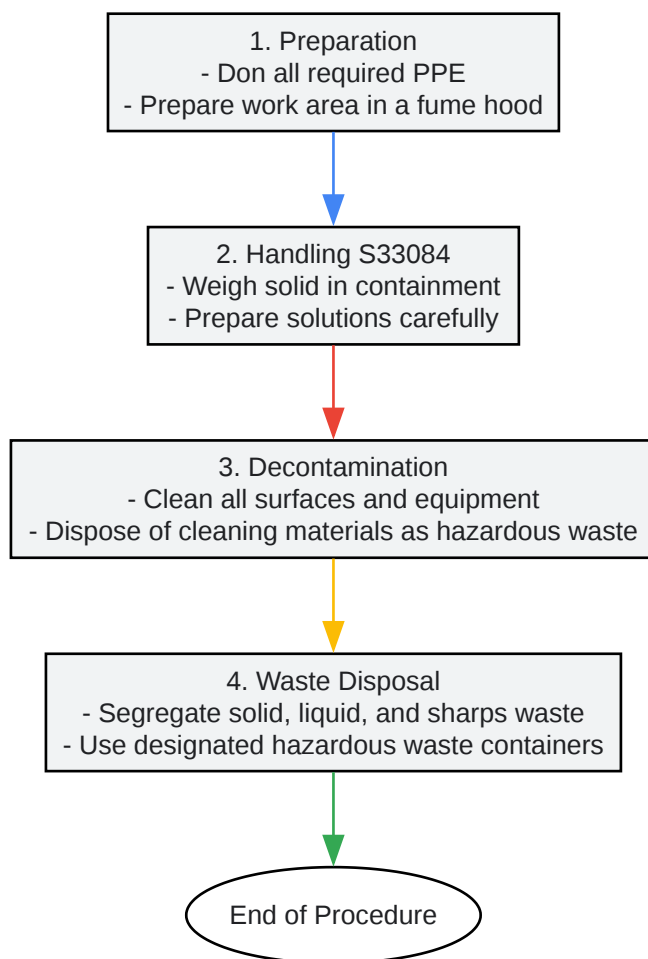 1. Preparation
- Don all required PPE
- Prepare work area in a fume hood
2. Handling S33084
- Weigh solid in containment
- Prepare solutions carefully
3. Decontamination
- Clean all surfaces and equipment
- Dispose of cleaning materials as hazardous waste
4. Waste Disposal
- Segregate solid, liquid, and sharps waste
- Use designated hazardous waste containers
End of Procedure